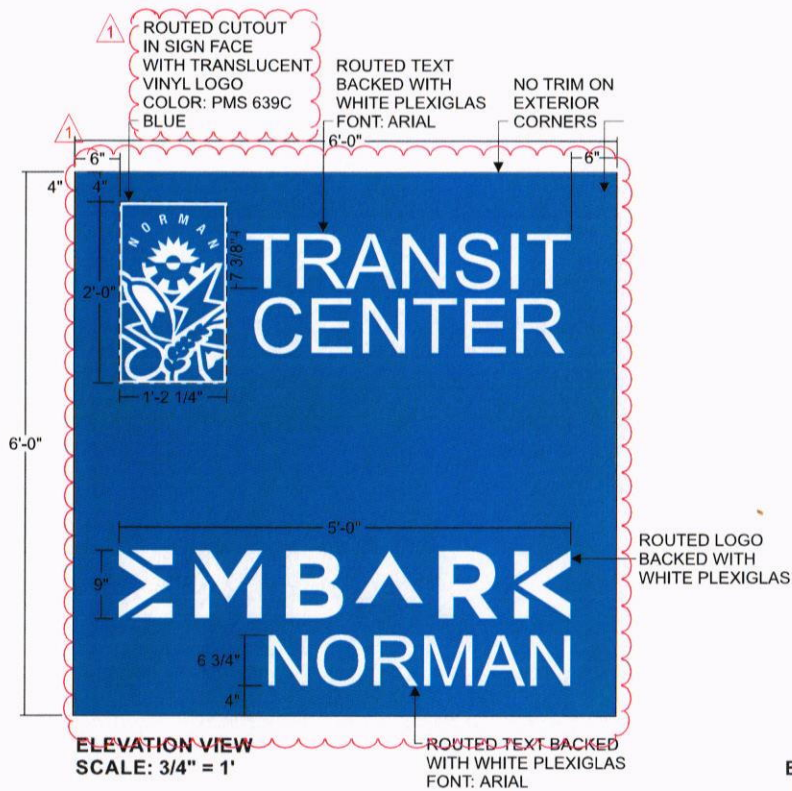 1
ROUTED CUTOUT
IN SIGN FACE
WITH TRANSLUCENT
VINYL LOGO
COLOR: PMS 639C
BLUE
ROUTED TEXT
BACKED WITH
WHITE PLEXIGLAS
FONT: ARIAL
NO TRIM ON
EXTERIOR
CORNERS
1
6'-0"
6"
6"
4"
4"
NORMAN
7 3/8"
TRANSIT
CENTER
2'-0"
1'-2 1/4"
6'-0"
5'-0"
ROUTED LOGO
BACKED WITH
WHITE PLEXIGLAS
9"
EMBARK
6 3/4"
NORMAN
4"
ELEVATION VIEW
SCALE: 3/4" = 1'
ROUTED TEXT BACKED
WITH WHITE PLEXIGLAS
FONT: ARIAL
E